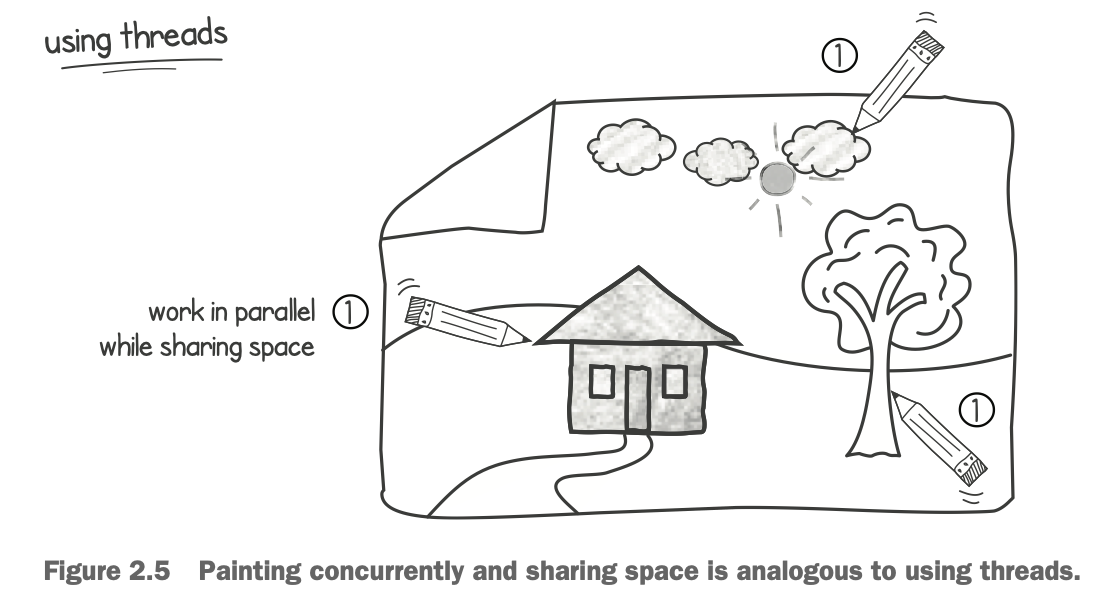 using threads
1
work in parallel 1
while sharing space
1
Figure 2.5 Painting concurrently and sharing space is analogous to using threads.